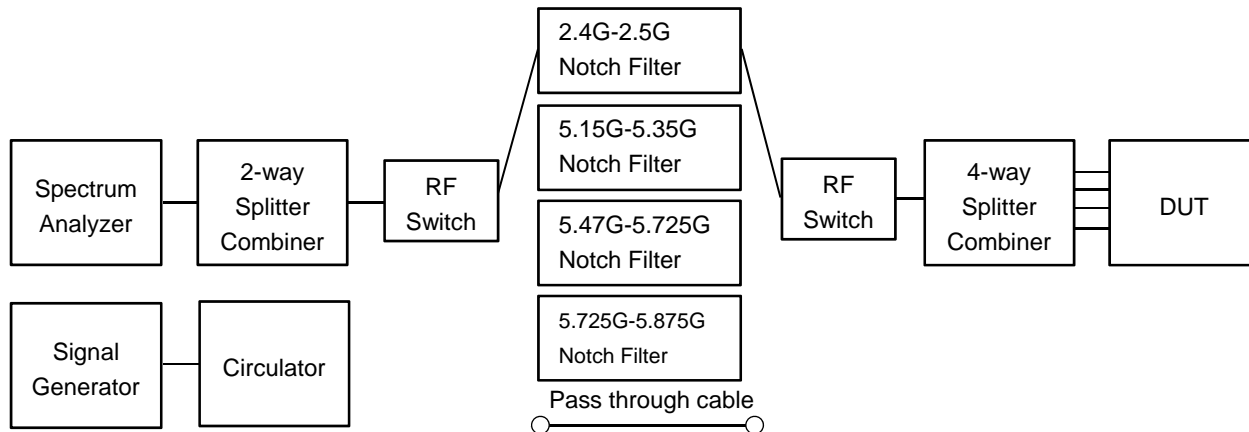 Spectrum
Analyzer
2-way
Splitter
Combiner
RF
Switch
2.4G-2.5G
Notch Filter
5.15G-5.35G
Notch Filter
5.47G-5.725G
Notch Filter
5.725G-5.875G
Notch Filter
Pass through cable
RF
Switch
4-way
Splitter
Combiner
DUT
Signal
Generator
Circulator